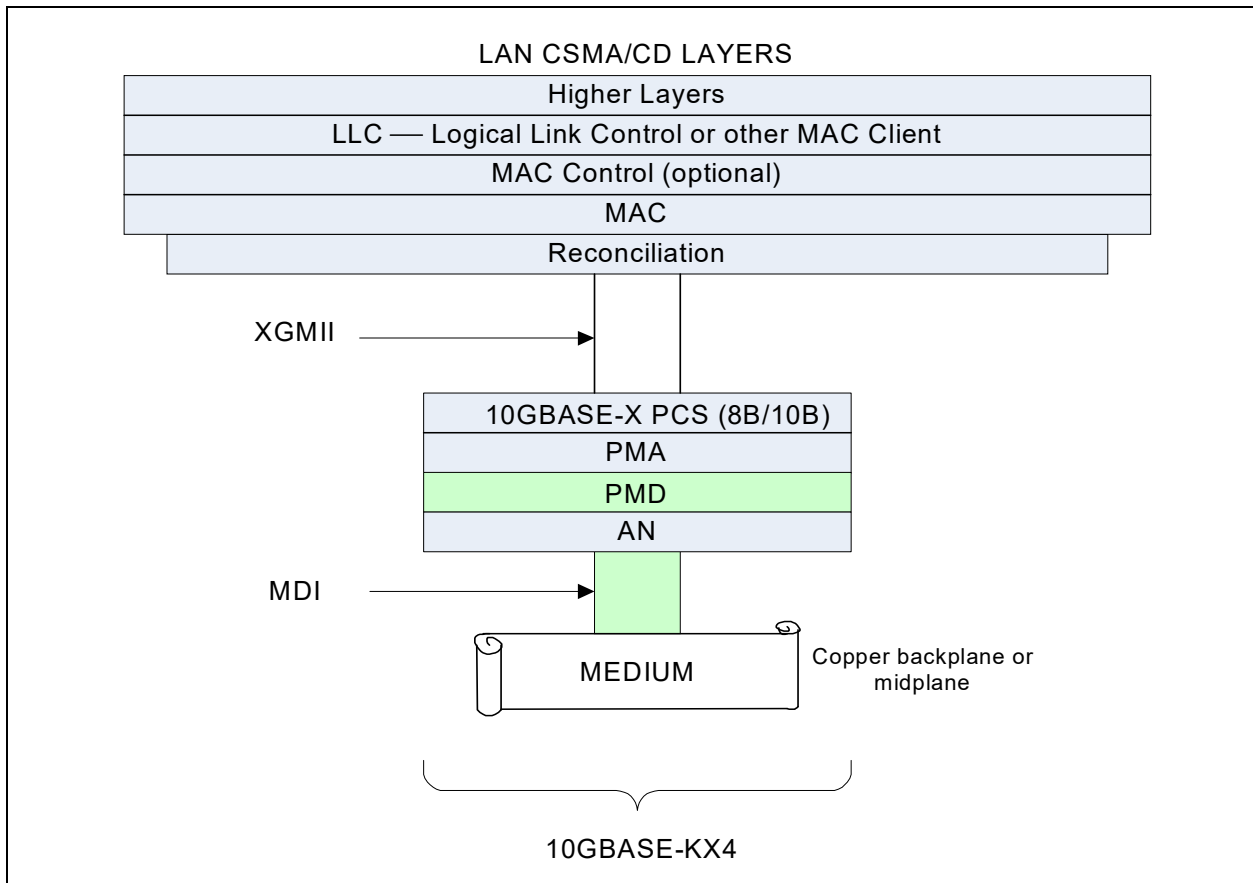 LAN CSMA/CD LAYERS
Higher Layers
LLC — Logical Link Control or other MAC Client
MAC Control (optional)
MAC
Reconciliation
XGMII
10GBASE-X PCS (8B/10B)
PMA
PMD
AN
MDI
MEDIUM
Copper backplane or
midplane
10GBASE-KX4